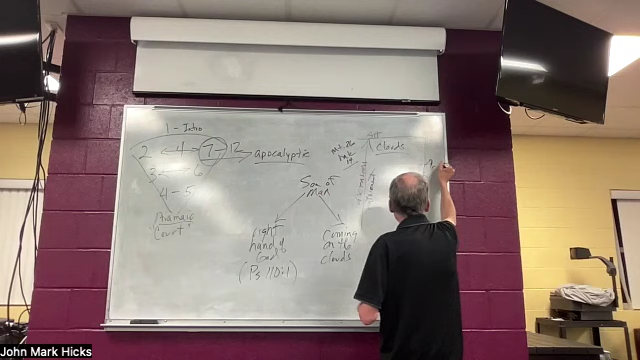 1 - Intro
2 ← 4 - 7 - 12 → apocalyptic
3 - 6
4 - 5
Aramaic
"Court"
Son of
Man
right
hand of
God
(Ps 110:1)
Coming
on the
clouds
Clouds
John Mark Hicks